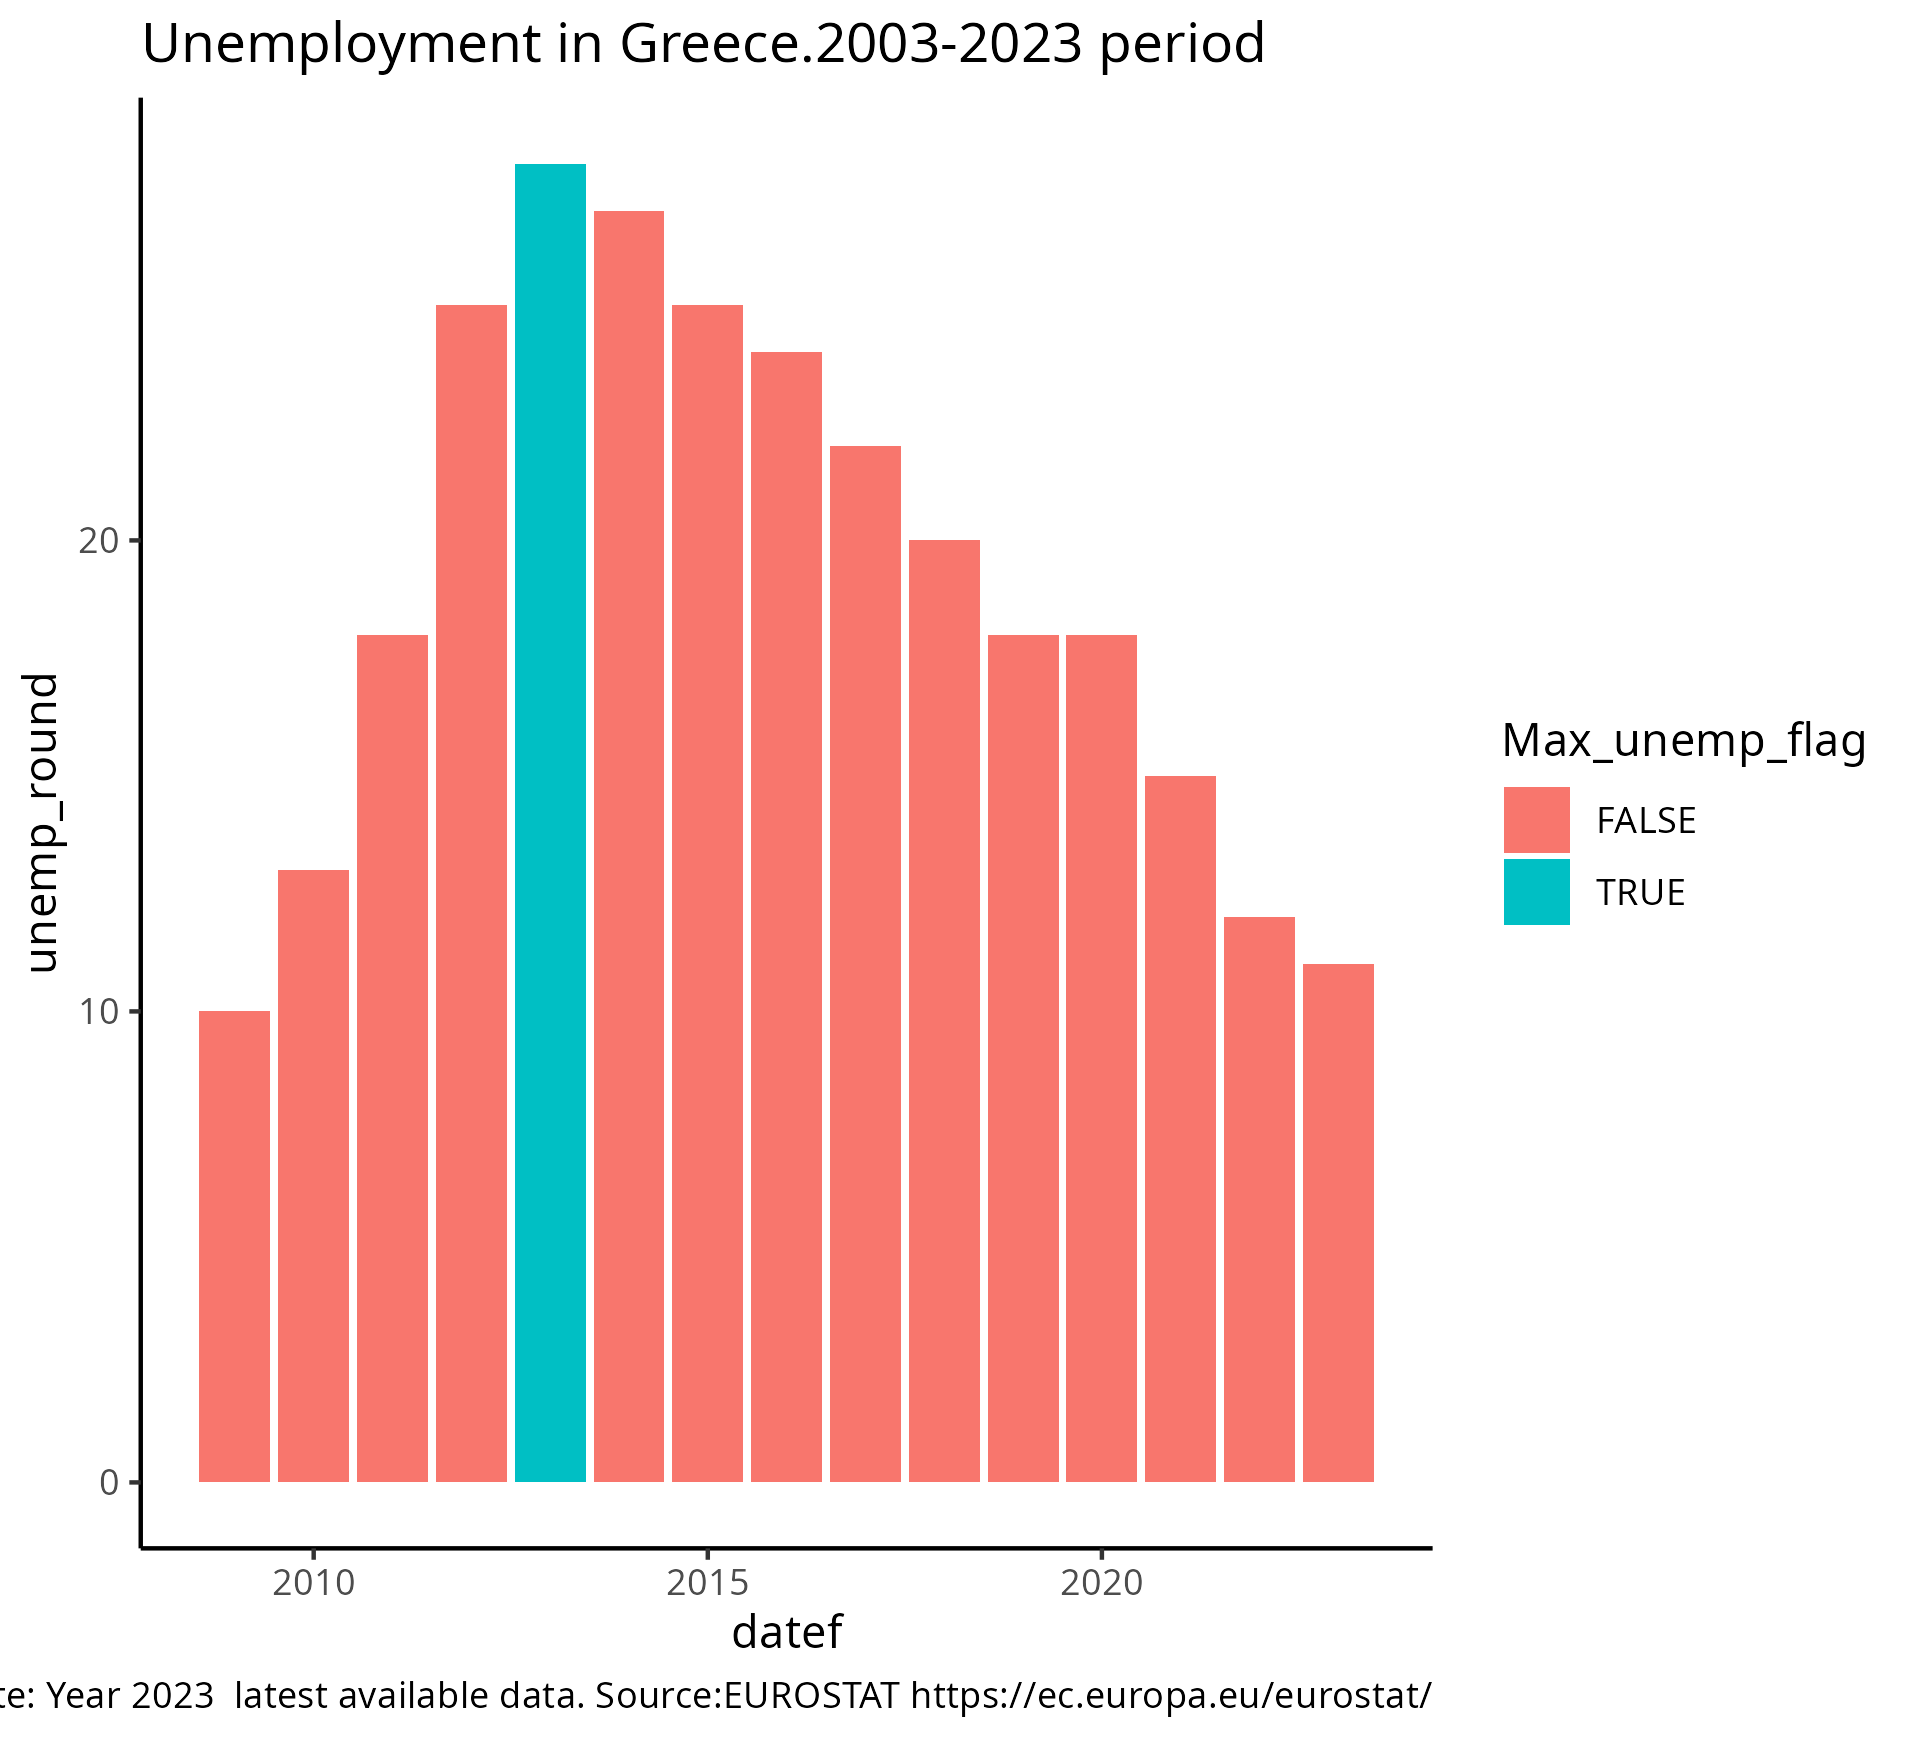 Unemployment in Greece.2003-2023 period
unemp_round
20
10
0
2010 2015 2020
datef
Max_unemp_flag
FALSE
TRUE
te: Year 2023  latest available data. Source:EUROSTAT https://ec.europa.eu/eurostat/